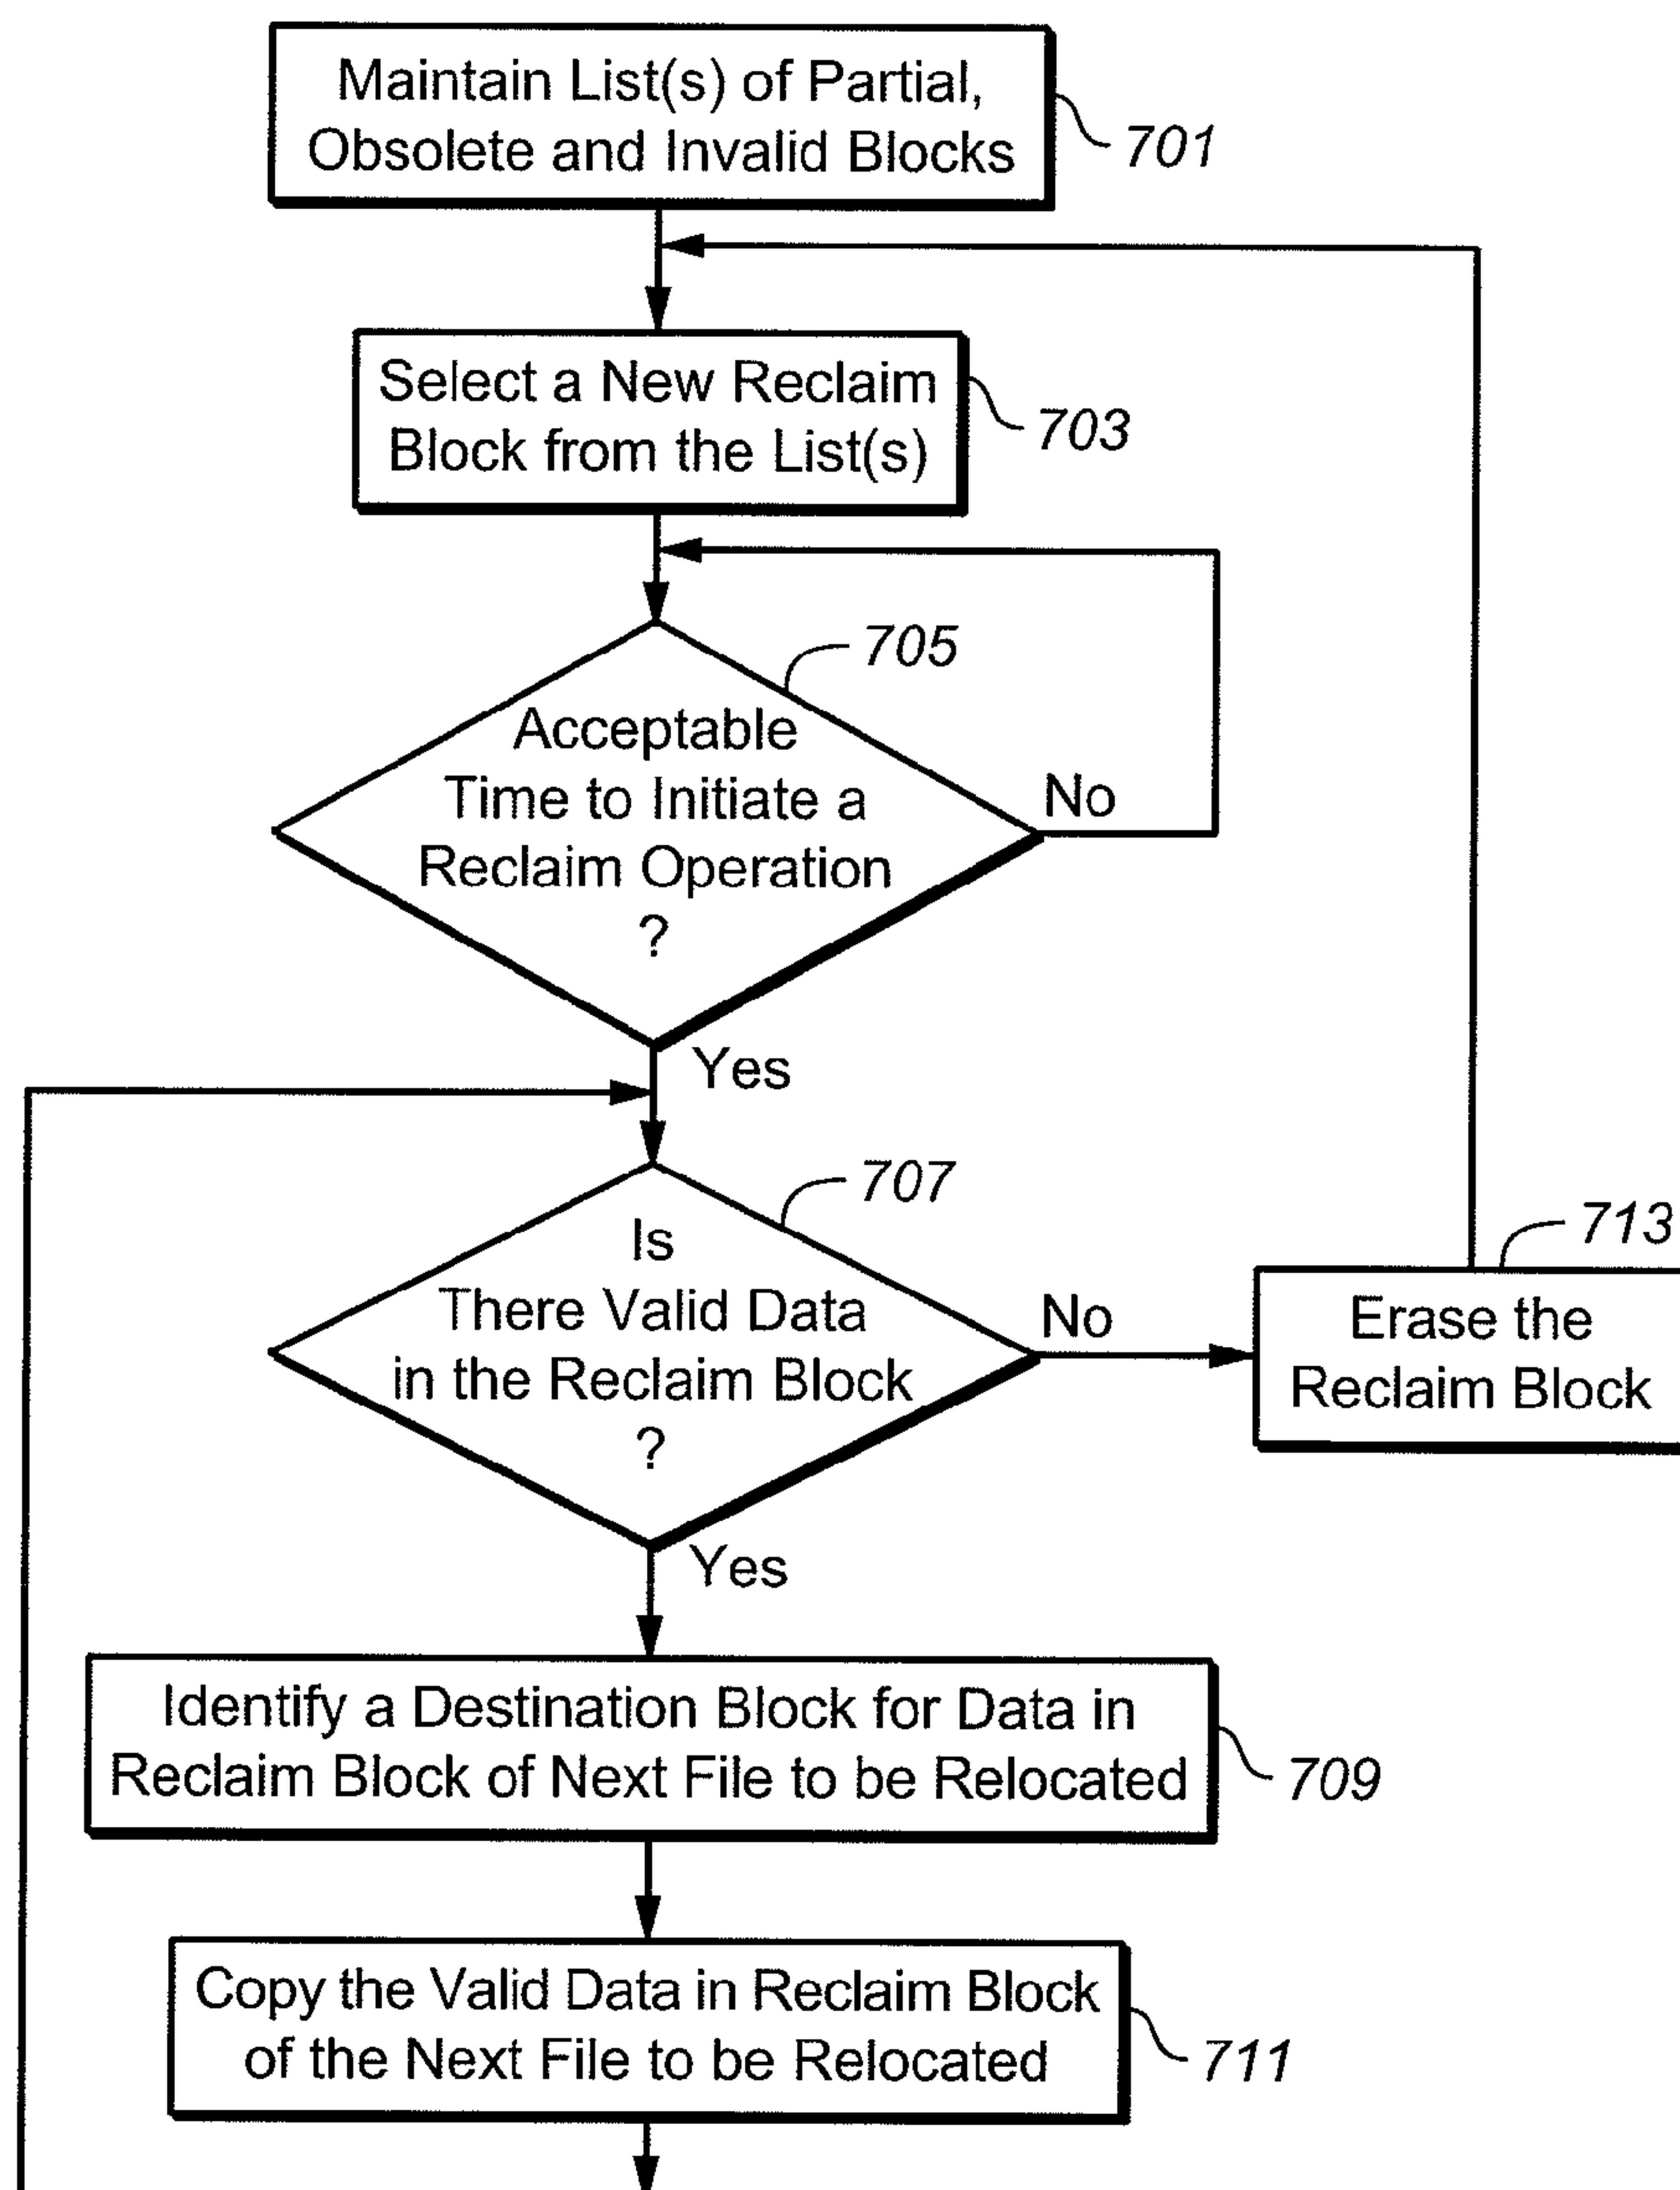 Maintain List(s) of Partial,
Obsolete and Invalid Blocks
701
Select a New Reclaim
Block from the List(s)
703
705
Acceptable
Time to Initiate a
Reclaim Operation
?
No
Yes
707
Is
There Valid Data
in the Reclaim Block
?
No
713
Erase the
Reclaim Block
Yes
Identify a Destination Block for Data in
Reclaim Block of Next File to be Relocated
709
Copy the Valid Data in Reclaim Block
of the Next File to be Relocated
711